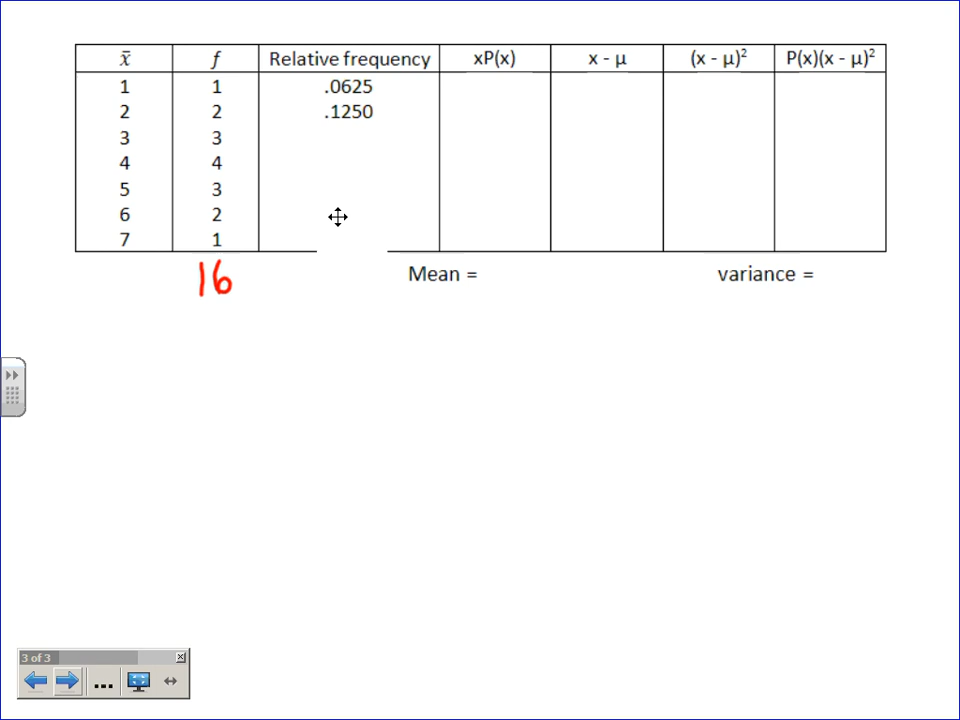 x̄ f Relative frequency xP(x) x - μ (x - μ)² P(x)(x - μ)²
1 1 .0625
2 2 .1250
3 3
4 4
5 3
6 2
7 1
16 Mean = variance =
3 of 3
...